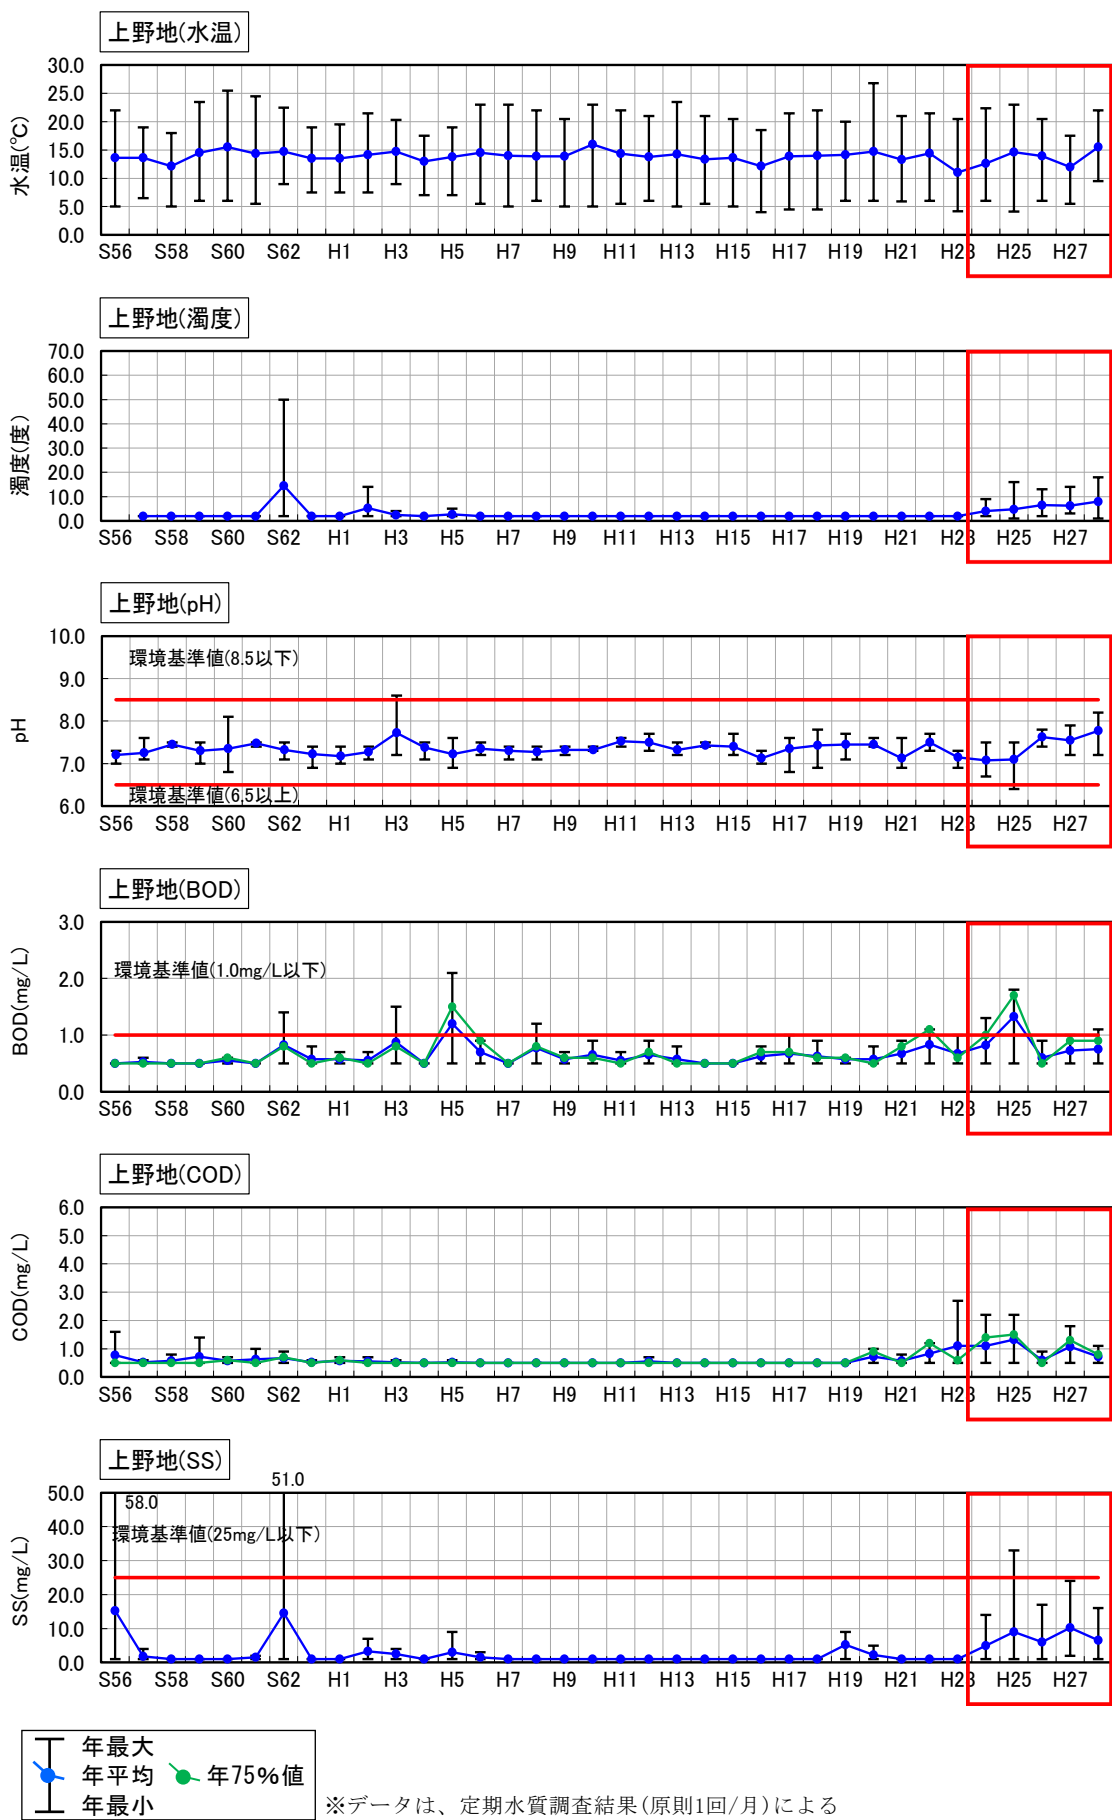 上野地(水温)
水温(℃)
30.0
25.0
20.0
15.0
10.0
5.0
0.0
S56 S58 S60 S62 H1 H3 H5 H7 H9 H11 H13 H15 H17 H19 H21 H23 H25 H27
上野地(濁度)
濁度(度)
70.0
60.0
50.0
40.0
30.0
20.0
10.0
0.0
S56 S58 S60 S62 H1 H3 H5 H7 H9 H11 H13 H15 H17 H19 H21 H23 H25 H27
上野地(pH)
pH
10.0
環境基準値(8.5以下)
9.0
8.0
7.0
環境基準値(6.5以上)
6.0
S56 S58 S60 S62 H1 H3 H5 H7 H9 H11 H13 H15 H17 H19 H21 H23 H25 H27
上野地(BOD)
BOD(mg/L)
3.0
環境基準値(1.0mg/L以下)
2.0
1.0
0.0
S56 S58 S60 S62 H1 H3 H5 H7 H9 H11 H13 H15 H17 H19 H21 H23 H25 H27
上野地(COD)
COD(mg/L)
6.0
5.0
4.0
3.0
2.0
1.0
0.0
S56 S58 S60 S62 H1 H3 H5 H7 H9 H11 H13 H15 H17 H19 H21 H23 H25 H27
上野地(SS)
SS(mg/L)
51.0
50.0
58.0
環境基準値(25mg/L以下)
40.0
30.0
20.0
10.0
0.0
S56 S58 S60 S62 H1 H3 H5 H7 H9 H11 H13 H15 H17 H19 H21 H23 H25 H27
年最大
年平均 年75%値
年最小
※データは、定期水質調査結果(原則1回/月)による